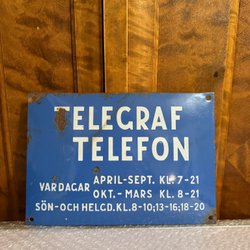 TELEGRAF
TELEFON
VARDAGAR APRIL-SEPT. KL. 7-21
OKT.- MARS KL. 8-21
SÖN-OCH HELGD.KL.8-10;13-16;18-20